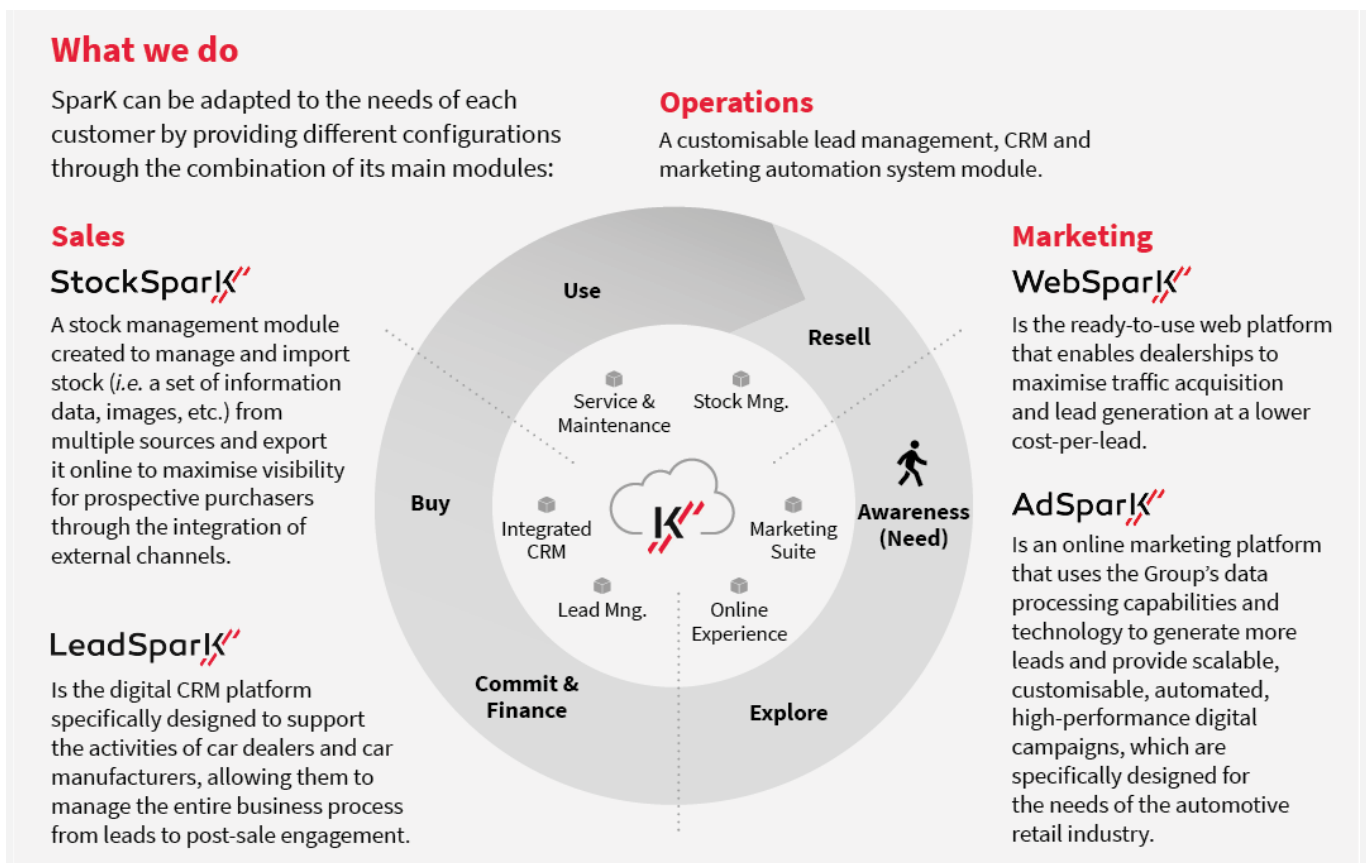 What we do
SparK can be adapted to the needs of each
customer by providing different configurations
through the combination of its main modules:
Operations
A customisable lead management, CRM and
marketing automation system module.
Sales
StockSparK
A stock management module
created to manage and import
stock (i.e. a set of information
data, images, etc.) from
multiple sources and export
it online to maximise visibility
for prospective purchasers
through the integration of
external channels.
LeadSparK
Is the digital CRM platform
specifically designed to support
the activities of car dealers and car
manufacturers, allowing them to
manage the entire business process
from leads to post-sale engagement.
Use
Resell
Service &
Maintenance
Stock Mng.
Buy
Integrated
CRM
K
Marketing
Suite
Awareness
(Need)
Lead Mng.
Online
Experience
Commit &
Finance
Explore
Marketing
WebSparK
Is the ready-to-use web platform
that enables dealerships to
maximise traffic acquisition
and lead generation at a lower
cost-per-lead.
AdSparK
Is an online marketing platform
that uses the Group’s data
processing capabilities and
technology to generate more
leads and provide scalable,
customisable, automated,
high-performance digital
campaigns, which are
specifically designed for
the needs of the automotive
retail industry.